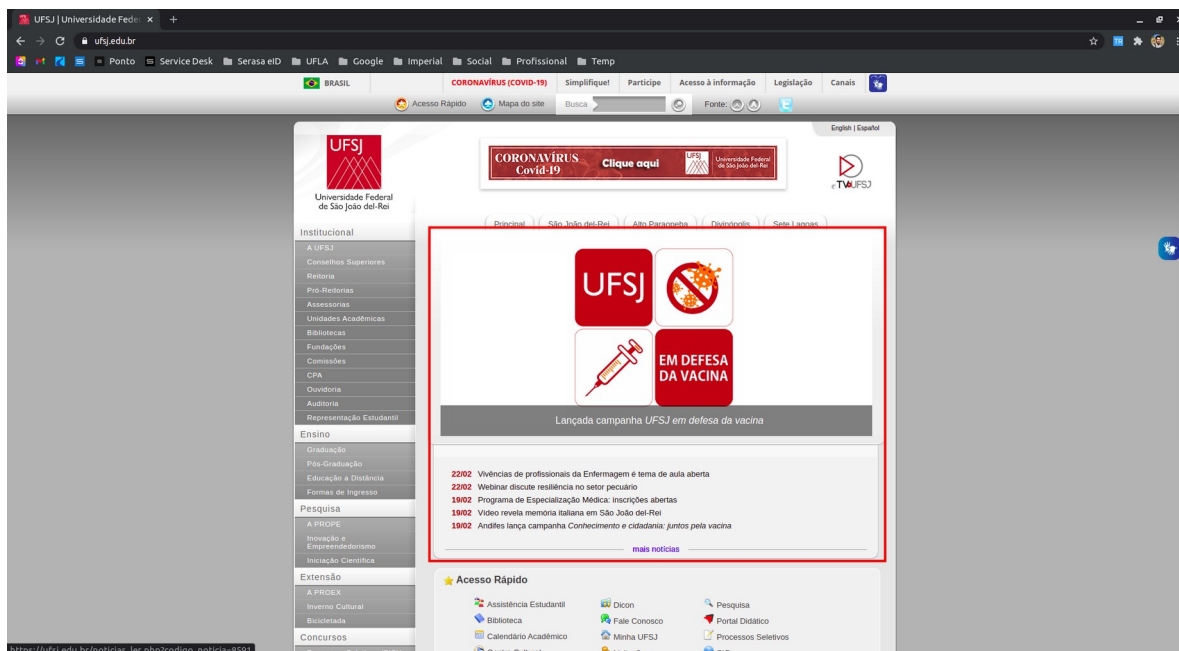 UFSJ | Universidade Feder × +
ufsj.edu.br
Ponto Service Desk Serasa eID UFLA Google Imperial Social Profissional Temp
BRASIL CORONAVÍRUS (COVID-19) Simplifique! Participe Acesso à informação Legislação Canais
Acesso Rápido Mapa do site Busca Fonte:
English | Español
UFSJ
Universidade Federal
de São João del-Rei
CORONAVÍRUS
Covid-19
Clique aqui
UFSJ
Universidade Federal
de São João del-Rei
e-TVUFSJ
Principal São João del-Rei Alto Paraopeba Divinópolis Sete Lagoas
Institucional
A UFSJ
Conselhos Superiores
Reitoria
Pró-Reitorias
Assessorias
Unidades Acadêmicas
Bibliotecas
Fundações
Comissões
CPA
Ouvidoria
Auditoria
Representação Estudantil
Ensino
Graduação
Pós-Graduação
Educação a Distância
Formas de Ingresso
Pesquisa
A PROPE
Inovação e
Empreendedorismo
Iniciação Científica
Extensão
A PROEX
Inverno Cultural
Bicicletada
Concursos
UFSJ
EM DEFESA
DA VACINA
Lançada campanha UFSJ em defesa da vacina
22/02 Vivências de profissionais da Enfermagem é tema de aula aberta
22/02 Webinar discute resiliência no setor pecuário
19/02 Programa de Especialização Médica: inscrições abertas
19/02 Vídeo revela memória italiana em São João del-Rei
19/02 Andifes lança campanha Conhecimento e cidadania: juntos pela vacina
mais notícias
Acesso Rápido
Assistência Estudantil Dicon Pesquisa
Biblioteca Fale Conosco Portal Didático
Calendário Acadêmico Minha UFSJ Processos Seletivos